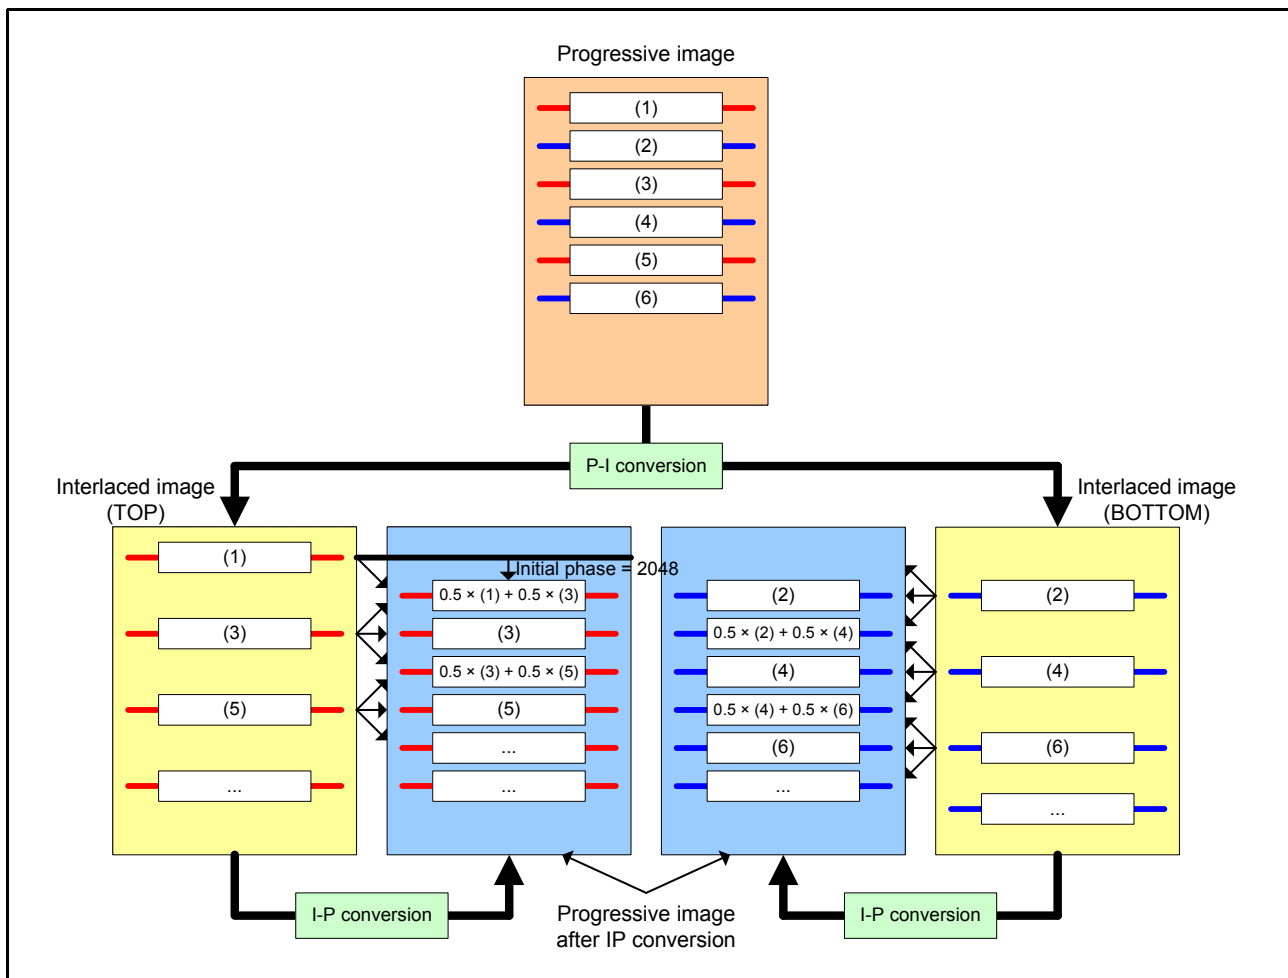 Progressive image
(1)
(2)
(3)
(4)
(5)
(6)
P-I conversion
Interlaced image
(TOP)
(1)
(3)
(5)
...
Initial phase = 2048
0.5 × (1) + 0.5 × (3)
(3)
0.5 × (3) + 0.5 × (5)
(5)
...
...
(2)
0.5 × (2) + 0.5 × (4)
(4)
0.5 × (4) + 0.5 × (6)
(6)
...
Interlaced image
(BOTTOM)
(2)
(4)
(6)
...
I-P conversion
Progressive image
after IP conversion
I-P conversion